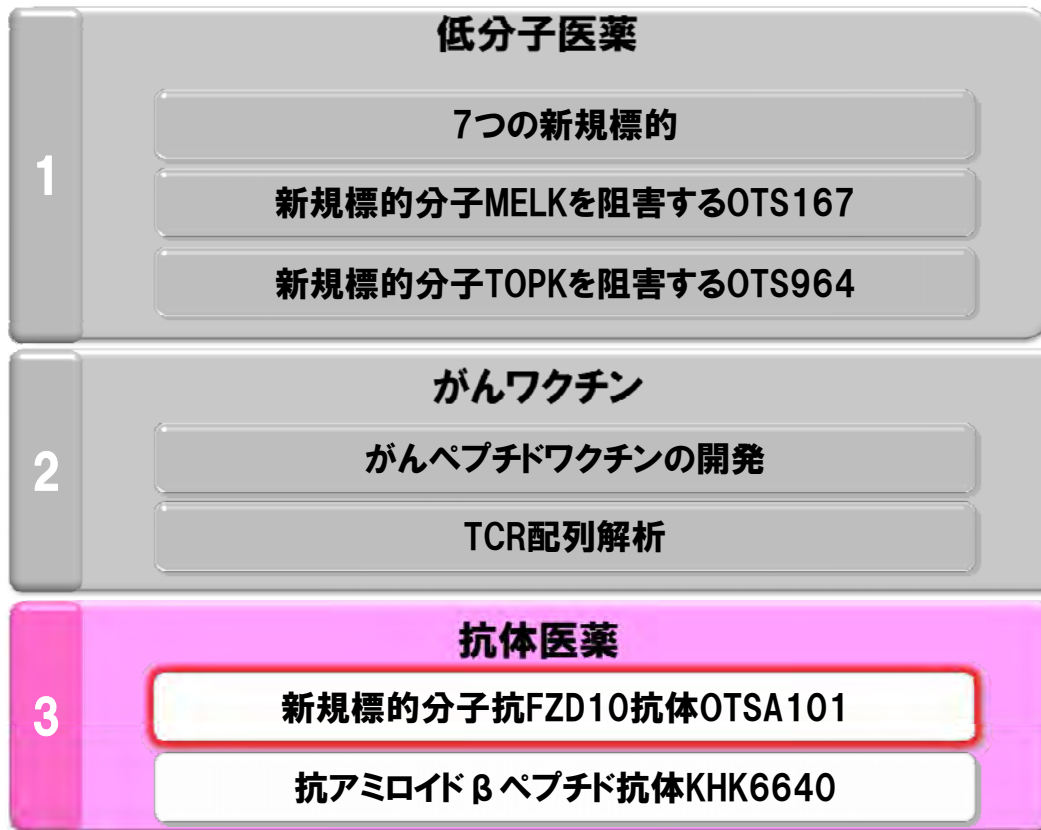 低分子医薬
1
7つの新規標的
新規標的分子MELKを阻害するOTS167
新規標的分子TOPKを阻害するOTS964
がんワクチン
2
がんペプチドワクチンの開発
TCR配列解析
抗体医薬
3
新規標的分子抗FZD10抗体OTSA101
抗アミロイドβペプチド抗体KHK6640